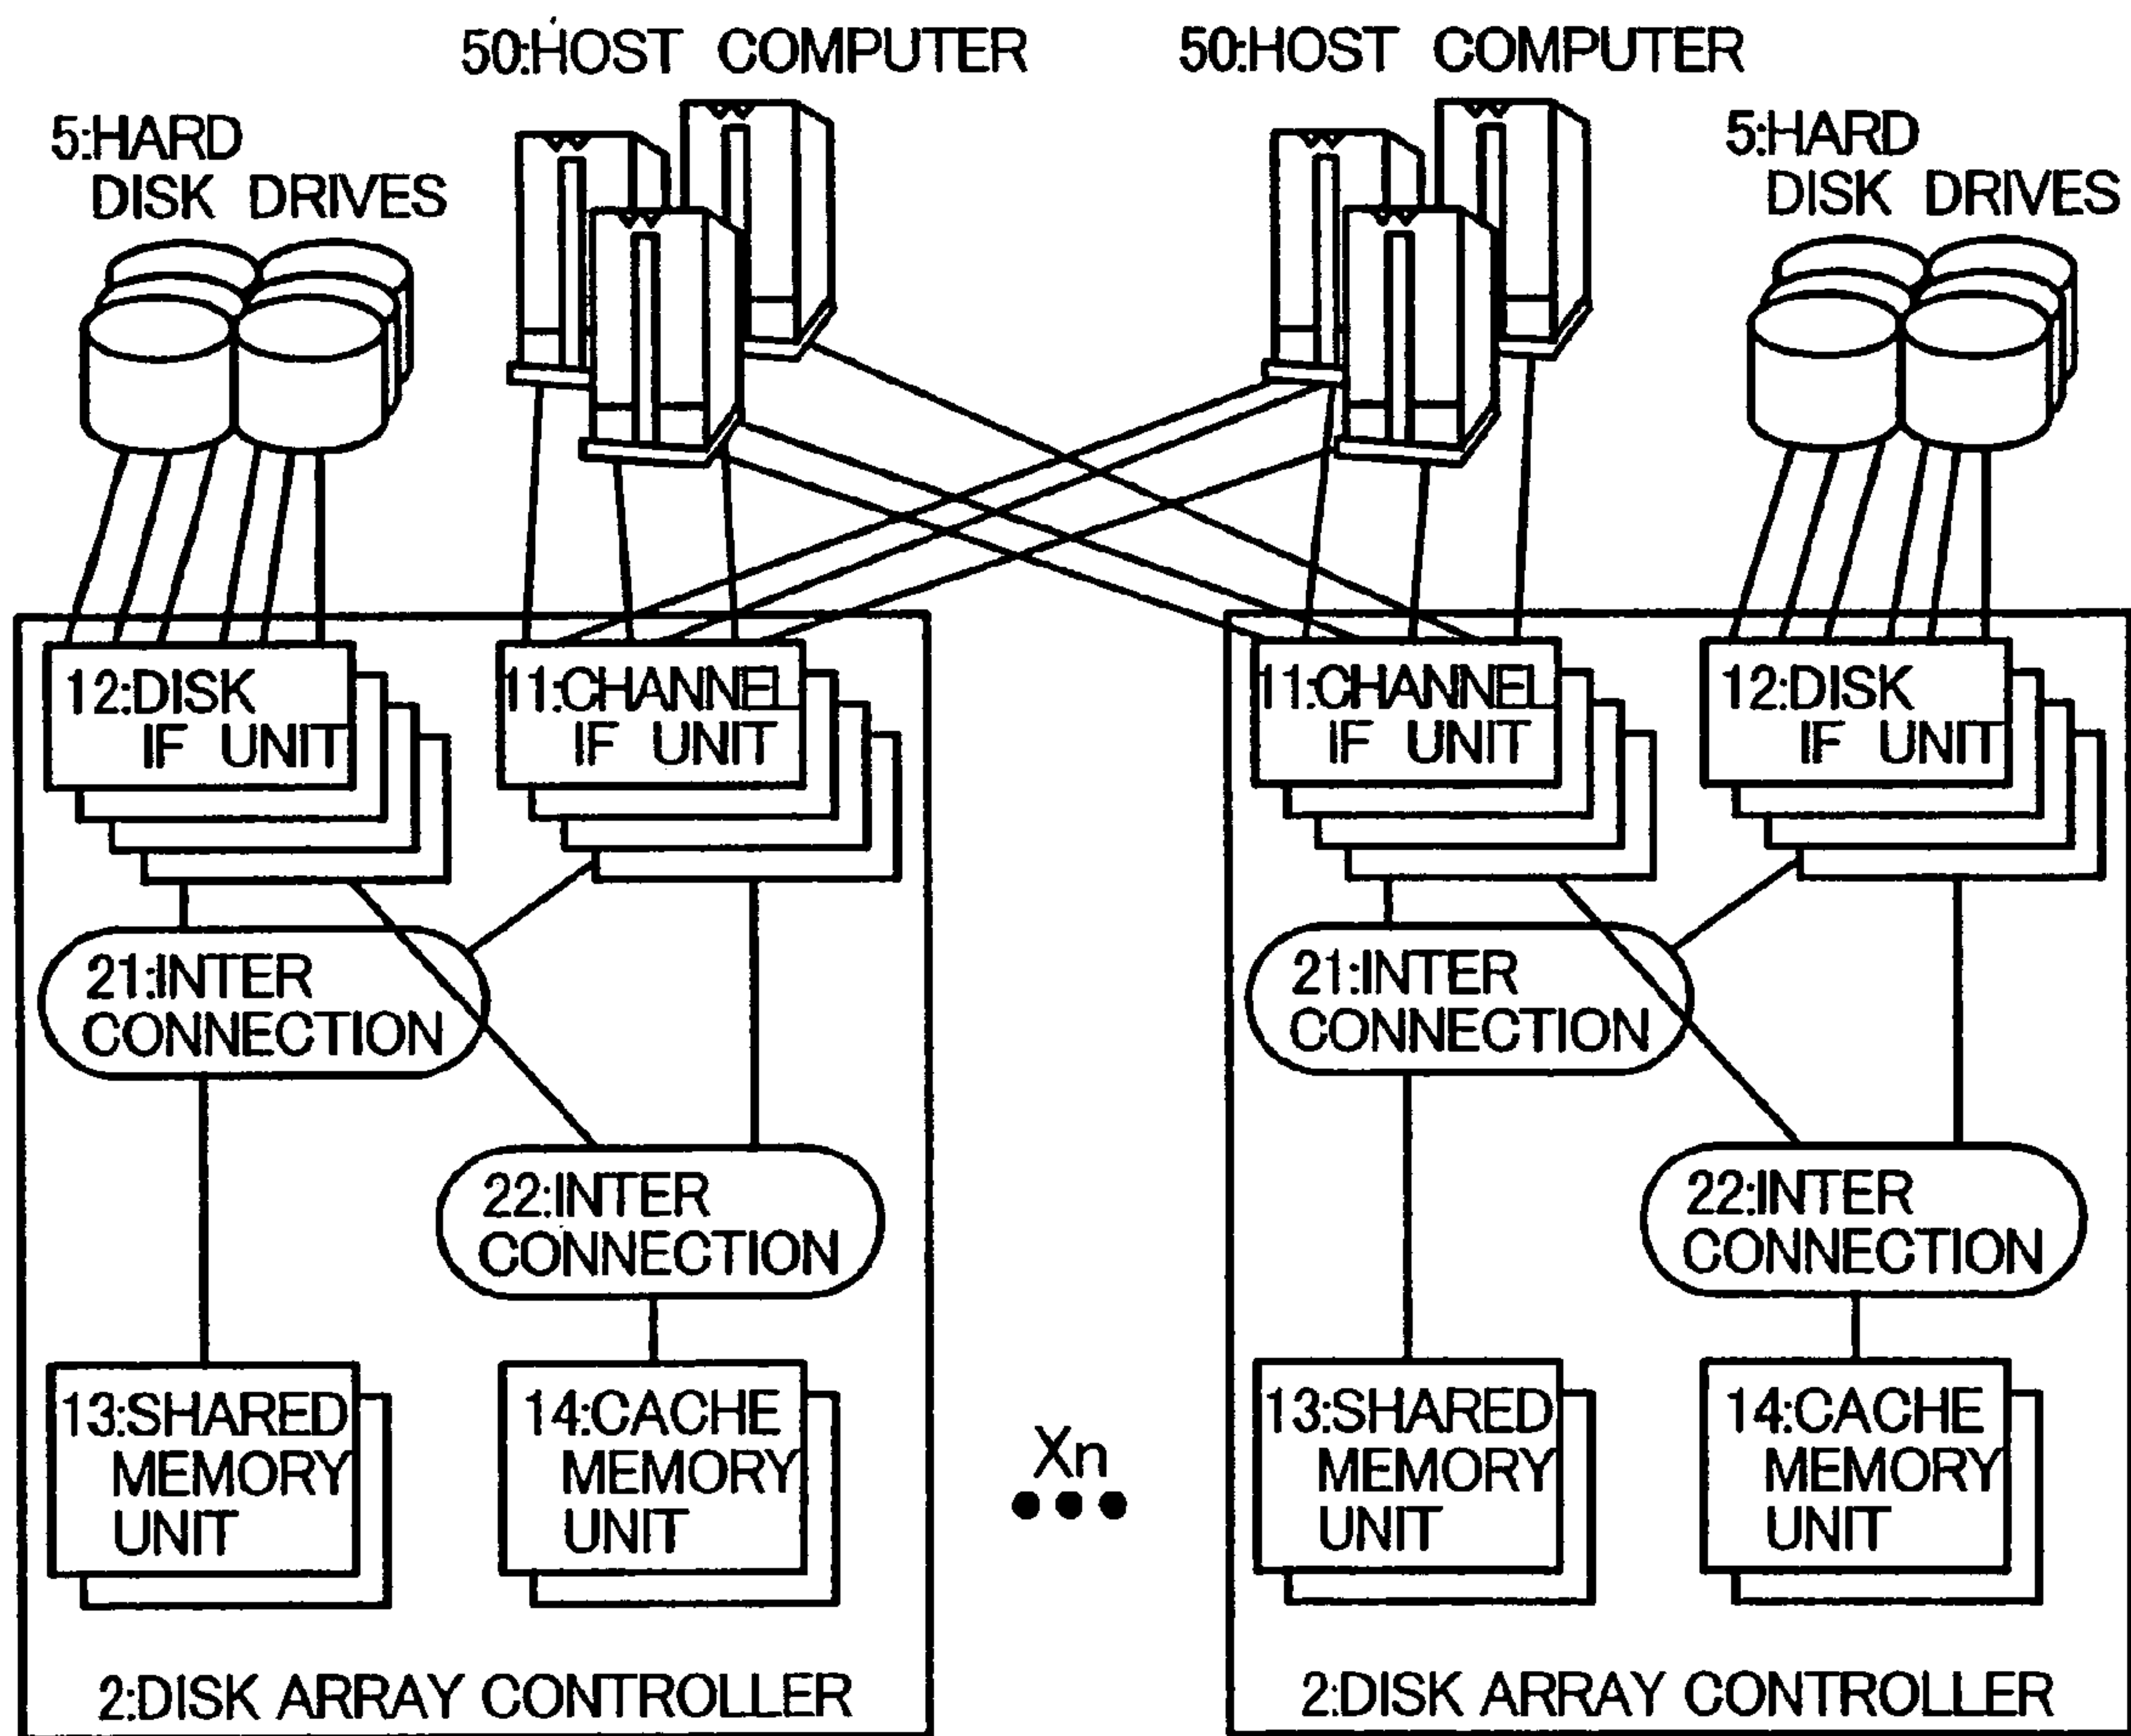 50:HOST COMPUTER
50:HOST COMPUTER
5:HARD
DISK DRIVES
5:HARD
DISK DRIVES
12:DISK
IF UNIT
11:CHANNEL
IF UNIT
11:CHANNEL
IF UNIT
12:DISK
IF UNIT
21:INTER
CONNECTION
21:INTER
CONNECTION
22:INTER
CONNECTION
22:INTER
CONNECTION
13:SHARED
MEMORY
UNIT
14:CACHE
MEMORY
UNIT
Xn
•••
13:SHARED
MEMORY
UNIT
14:CACHE
MEMORY
UNIT
2:DISK ARRAY CONTROLLER
2:DISK ARRAY CONTROLLER